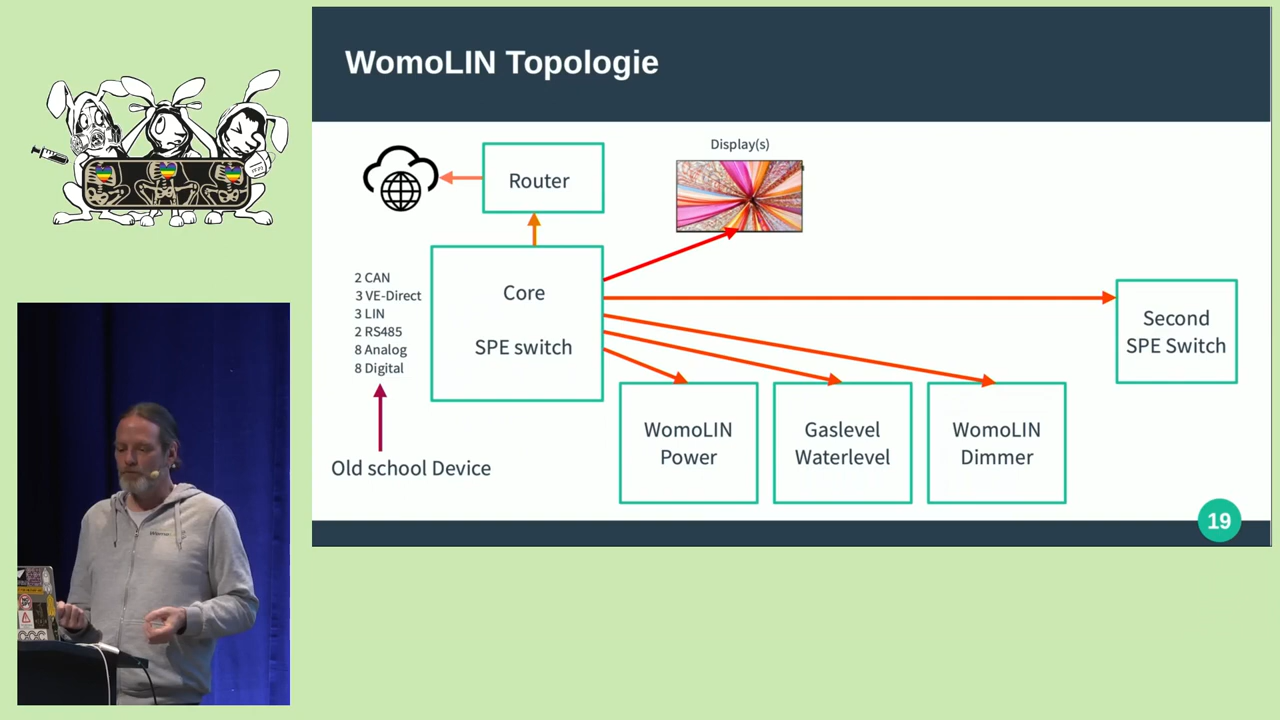 WomoLIN Topologie
Display(s)
Router
2 CAN
3 VE-Direct
3 LIN
2 RS485
8 Analog
8 Digital
Core
SPE switch
Second
SPE Switch
WomoLIN
Power
Gaslevel
Waterlevel
WomoLIN
Dimmer
Old school Device
19